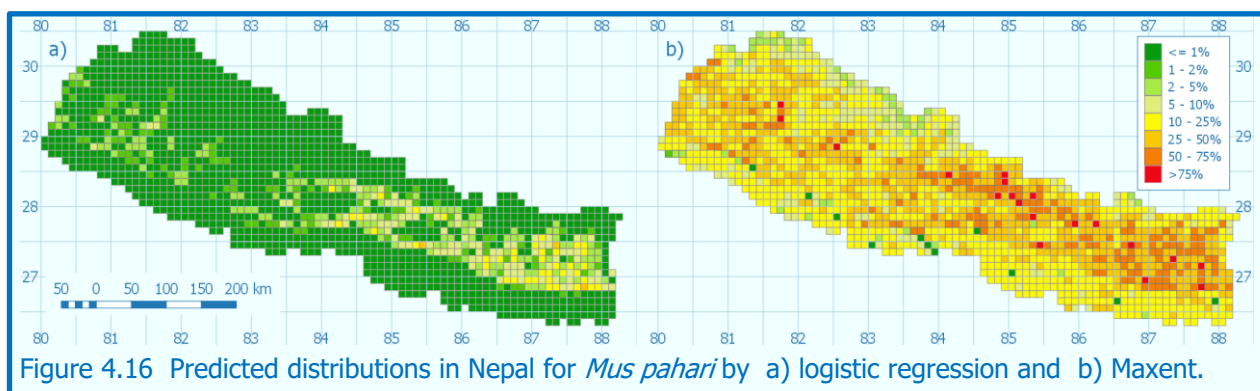 80 81 82 83 84 85 86 87 88 80 81 82 83 84 85 86 87 88
a)
b)
<= 1%
1 - 2%
2 - 5%
5 - 10%
10 - 25%
25 - 50%
50 - 75%
>75%
30 30
29 29
28 28
27 27
50 0 50 100 150 200 km
80 81 82 83 84 85 86 87 88 80 81 82 83 84 85 86 87 88
Figure 4.16 Predicted distributions in Nepal for Mus pahari by a) logistic regression and b) Maxent.